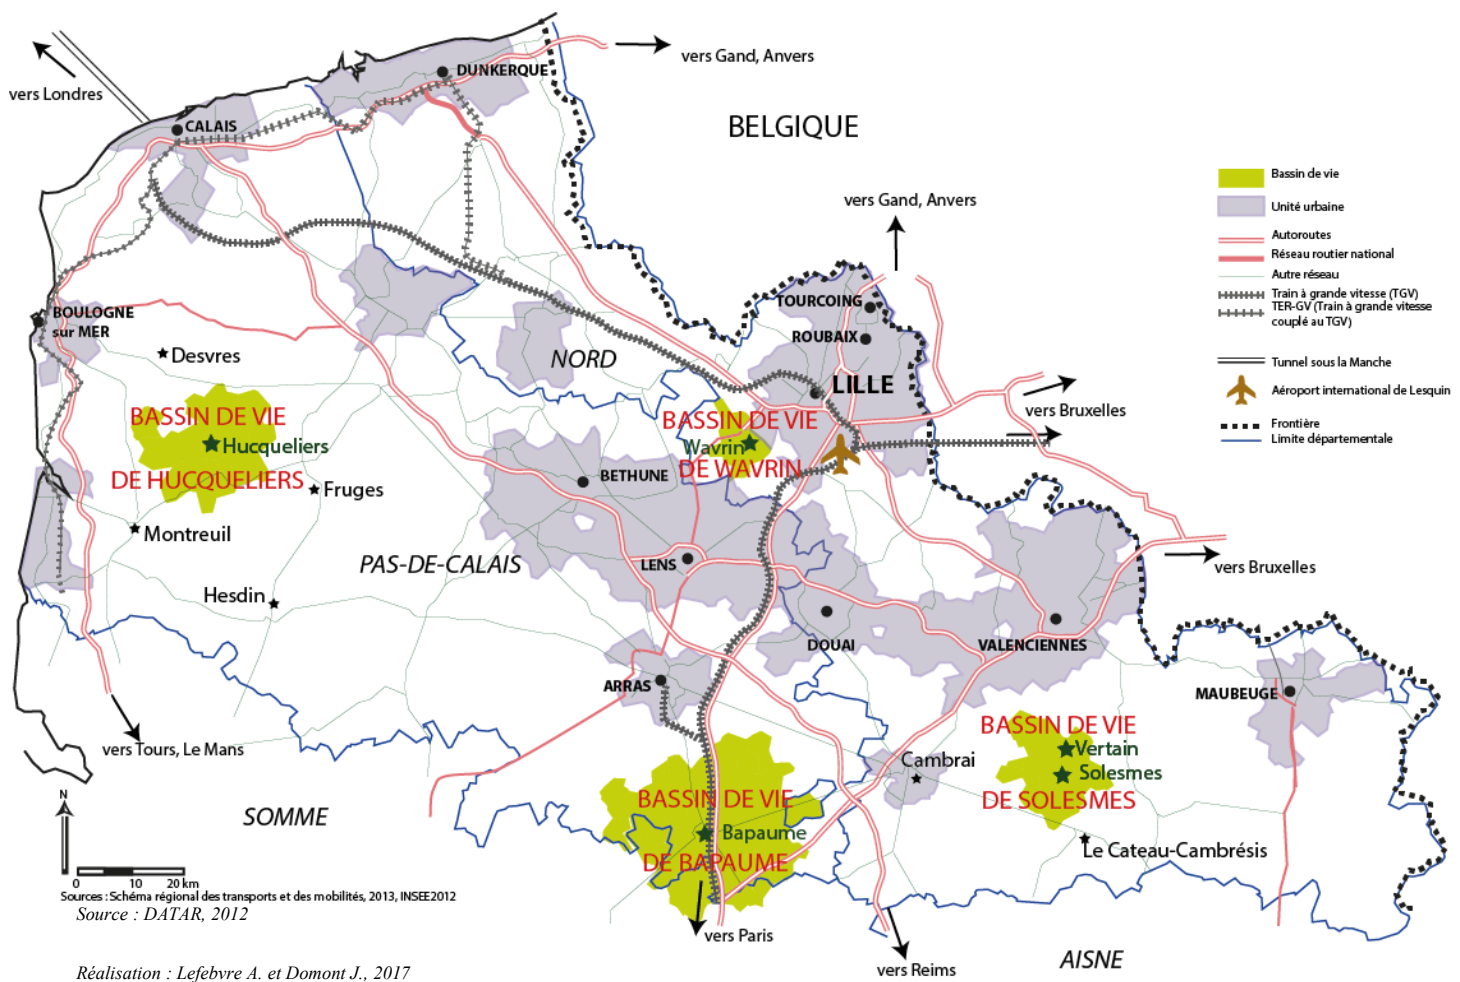 vers Gand, Anvers
DUNKERQUE
vers Londres
CALAIS
BELGIQUE
Bassin de vie
Unité urbaine
Autoroutes
Réseau routier national
Autre réseau
Train à grande vitesse (TGV)
TER-GV (Train à grande vitesse
couplé au TGV)
Tunnel sous la Manche
Aéroport international de Lesquin
Frontière
Limite départementale
vers Gand, Anvers
TOURCOING
ROUBAIX
LILLE
BOULOGNE
sur MER
Desvres
NORD
vers Bruxelles
BASSIN DE VIE
Hucqueliers
DE HUCQUELIERS
BASSIN DE VIE
Wavrin
DE WAVRIN
BETHUNE
Fruges
Montreuil
PAS-DE-CALAIS
LENS
vers Bruxelles
Hesdin
DOUAI
VALENCIENNES
ARRAS
MAUBEUGE
vers Tours, Le Mans
BASSIN DE VIE
Vertain
Solesmes
DE SOLESMES
Cambrai
BASSIN DE VIE
Bapaume
DE BAPAUME
SOMME
Le Cateau-Cambrésis
N
0 10 20 km
Sources : Schéma régional des transports et des mobilités, 2013, INSEE2012
Source : DATAR, 2012
vers Paris
vers Reims
AISNE
Réalisation : Lefebvre A. et Domont J., 2017